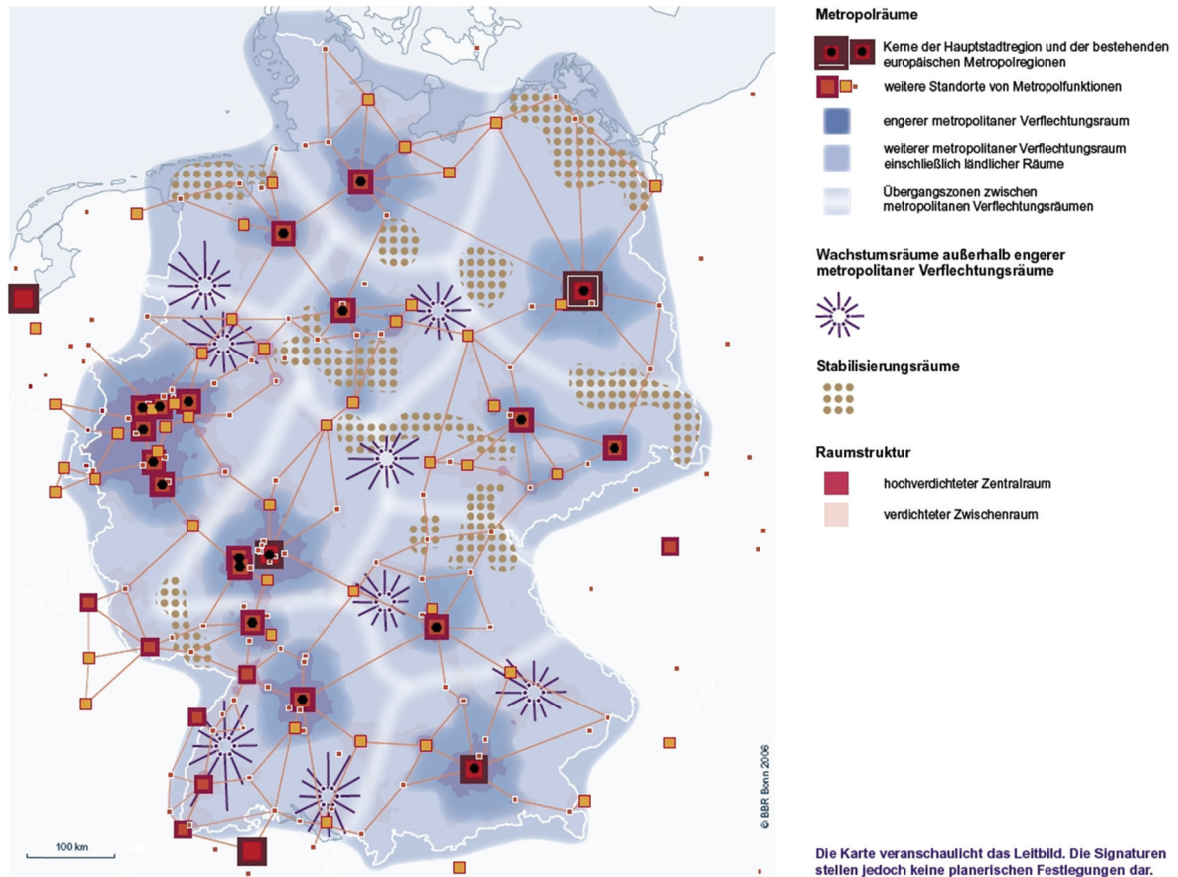 Metropolräume
Kerne der Hauptstadtregion und der bestehenden
europäischen Metropolregionen
weitere Standorte von Metropolfunktionen
engerer metropolitaner Verflechtungsraum
weiterer metropolitaner Verflechtungsraum
einschließlich ländlicher Räume
Übergangszonen zwischen
metropolitanen Verflechtungsräumen
Wachstumsräume außerhalb engerer
metropolitaner Verflechtungsräume
Stabilisierungsräume
Raumstruktur
hochverdichteter Zentralraum
verdichteter Zwischenraum
100 km
© BBR Bonn 2006
Die Karte veranschaulicht das Leitbild. Die Signaturen
stellen jedoch keine planerischen Festlegungen dar.